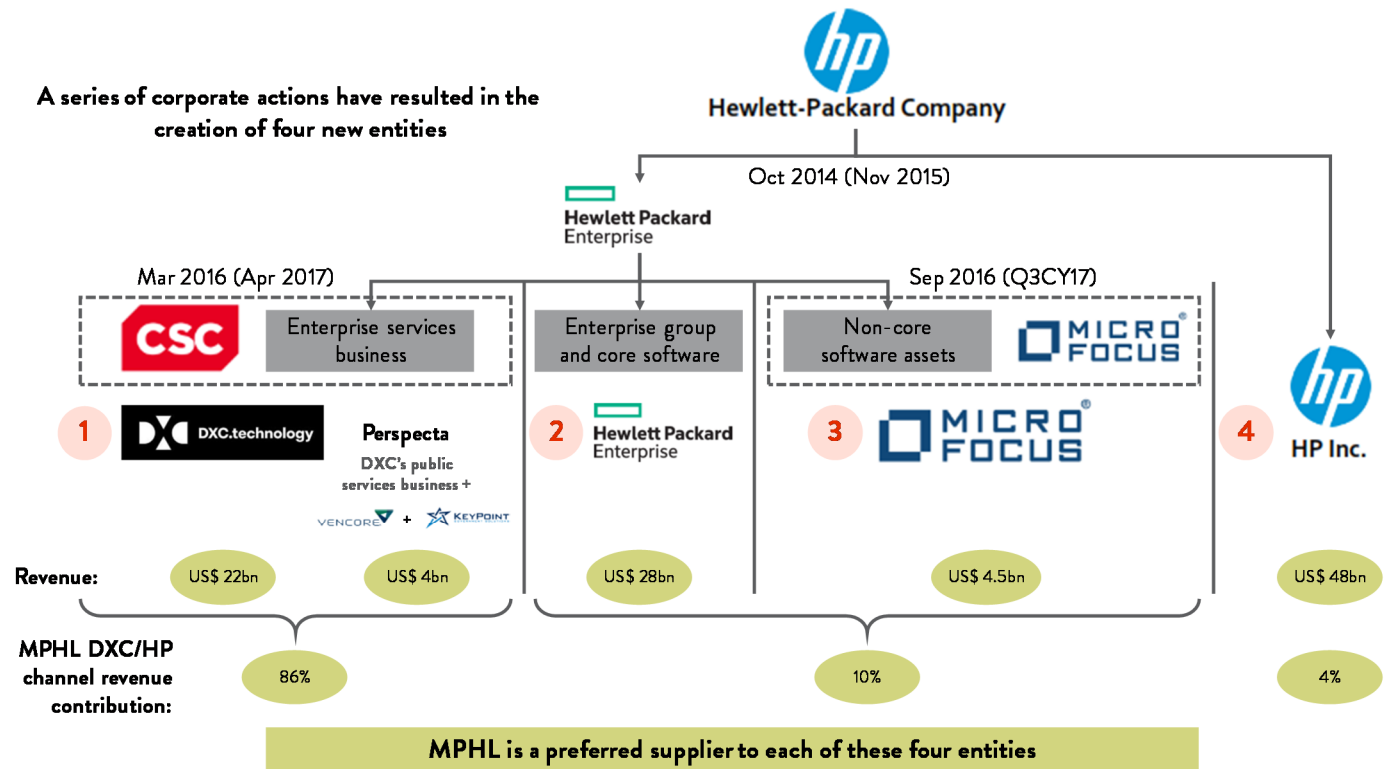 hp
Hewlett-Packard Company
A series of corporate actions have resulted in the
creation of four new entities
Oct 2014 (Nov 2015)
Hewlett Packard
Enterprise
Mar 2016 (Apr 2017)
Sep 2016 (Q3CY17)
CSC
Enterprise services
business
Enterprise group
and core software
Non-core
software assets
MICRO
FOCUS
hp
HP Inc.
1
DXC.technology
Perspecta
DXC's public
services business +
VENCORE + KEYPOINT
2
Hewlett Packard
Enterprise
3
MICRO
FOCUS
4
Revenue:
US$ 22bn
US$ 4bn
US$ 28bn
US$ 4.5bn
US$ 48bn
MPHL DXC/HP
channel revenue
contribution:
86%
10%
4%
MPHL is a preferred supplier to each of these four entities